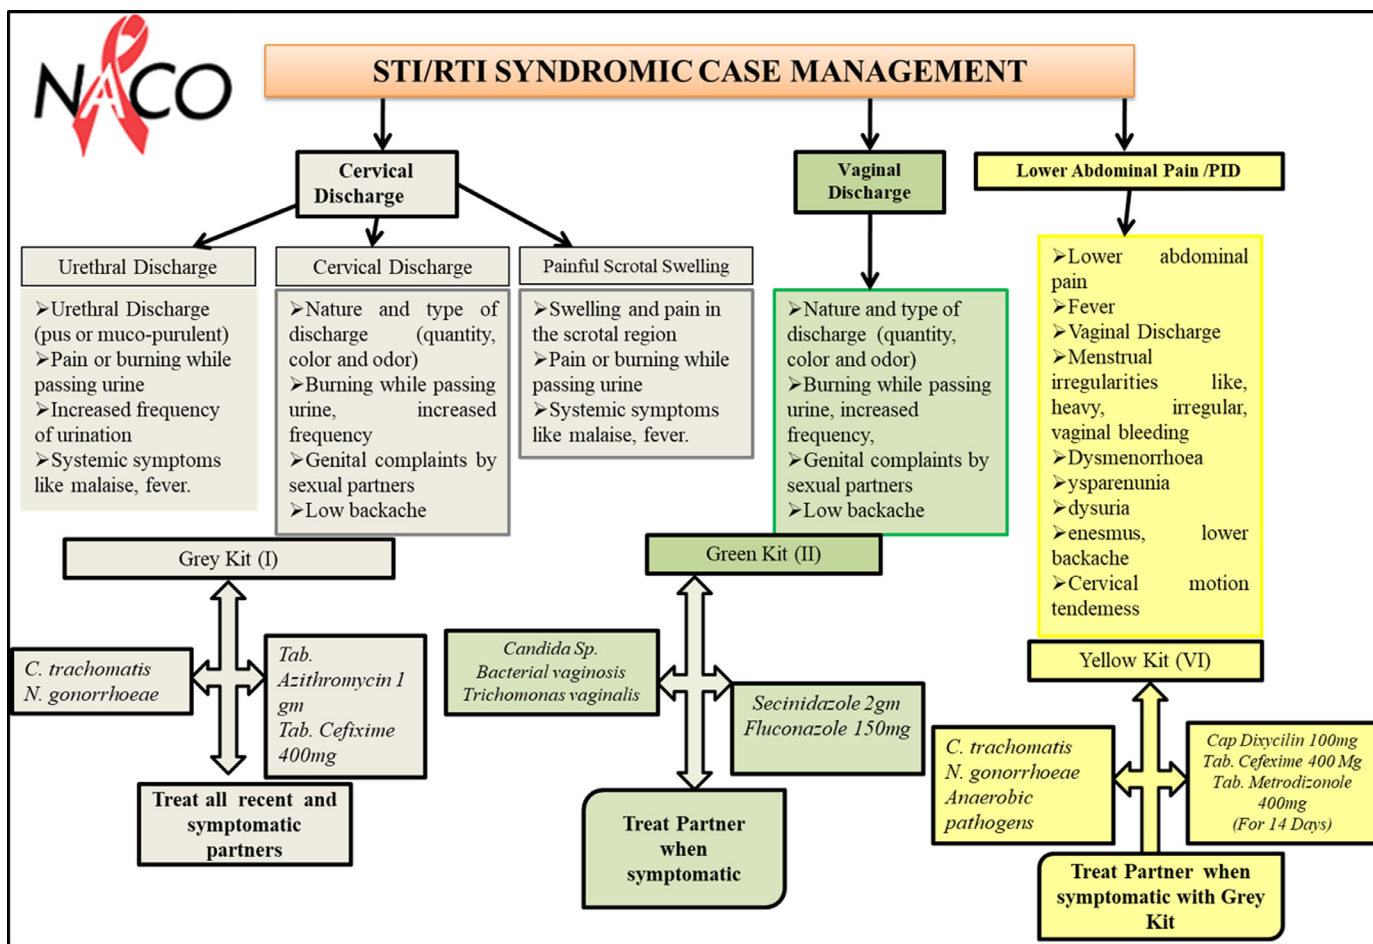 NACO
STI/RTI SYNDROMIC CASE MANAGEMENT
Cervical
Discharge
Urethral Discharge
➢Urethral Discharge
(pus or muco-purulent)
➢Pain or burning while
passing urine
➢Increased frequency
of urination
➢Systemic symptoms
like malaise, fever.
Cervical Discharge
➢Nature and type of
discharge (quantity,
color and odor)
➢Burning while passing
urine, increased
frequency
➢Genital complaints by
sexual partners
➢Low backache
Painful Scrotal Swelling
➢Swelling and pain in
the scrotal region
➢Pain or burning while
passing urine
➢Systemic symptoms
like malaise, fever.
Grey Kit (I)
C. trachomatis
N. gonorrhoeae
Tab.
Azithromycin 1
gm
Tab. Cefixime
400mg
Treat all recent and
symptomatic
partners
Vaginal
Discharge
➢Nature and type of
discharge (quantity,
color and odor)
➢Burning while passing
urine, increased
frequency,
➢Genital complaints by
sexual partners
➢Low backache
Green Kit (II)
Candida Sp.
Bacterial vaginosis
Trichomonas vaginalis
Secinidazole 2gm
Fluconazole 150mg
Treat Partner
when
symptomatic
Lower Abdominal Pain /PID
➢Lower abdominal
pain
➢Fever
➢Vaginal Discharge
➢Menstrual
irregularities like,
heavy, irregular,
vaginal bleeding
➢Dysmenorrhoea
➢ysparenunia
➢dysuria
➢enesmus, lower
backache
➢Cervical motion
tendemess
Yellow Kit (VI)
C. trachomatis
N. gonorrhoeae
Anaerobic
pathogens
Cap Dixycilin 100mg
Tab. Cefexime 400 Mg
Tab. Metrodizonole
400mg
(For 14 Days)
Treat Partner when
symptomatic with Grey
Kit